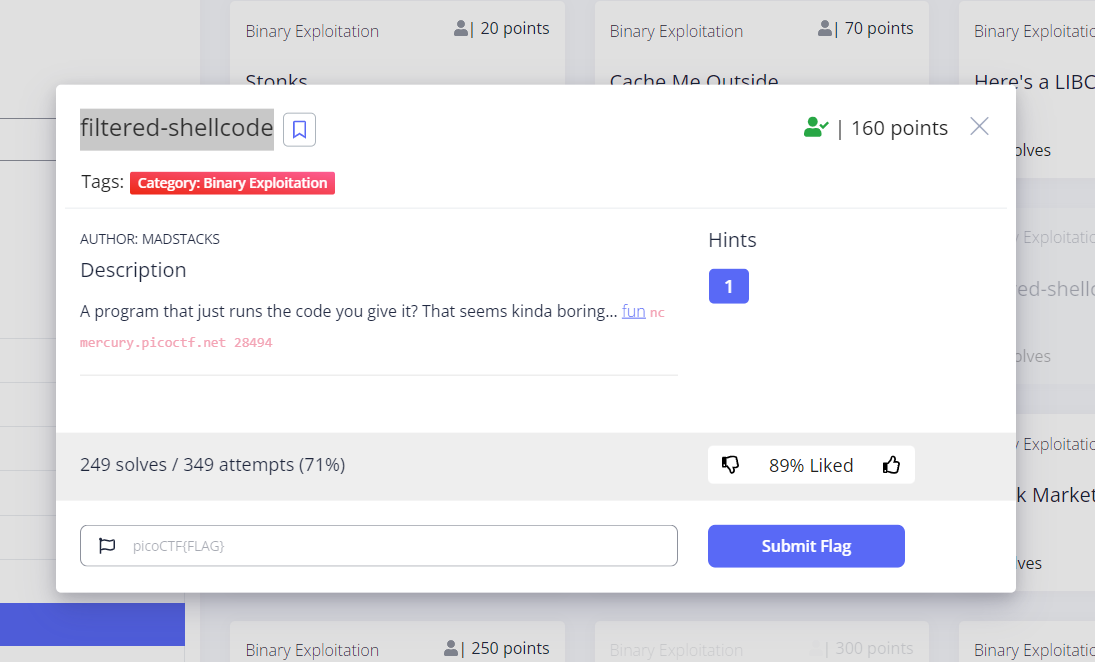 Binary Exploitation | 20 points
Binary Exploitation | 70 points
Binary Exploitatio
Stonks
Cache Me Outside
Here's a LIBC
filtered-shellcode
| 160 points
olves
Tags: Category: Binary Exploitation
AUTHOR: MADSTACKS
Hints
Description
1
A program that just runs the code you give it? That seems kinda boring... fun nc
mercury.picoctf.net 28494
Exploitatio
red-shellc
olves
249 solves / 349 attempts (71%)
89% Liked
Exploitatio
k Market
picoCTF{FLAG}
Submit Flag
lves
Binary Exploitation | 250 points
Binary Exploitation | 300 points
Binary Exploitatio